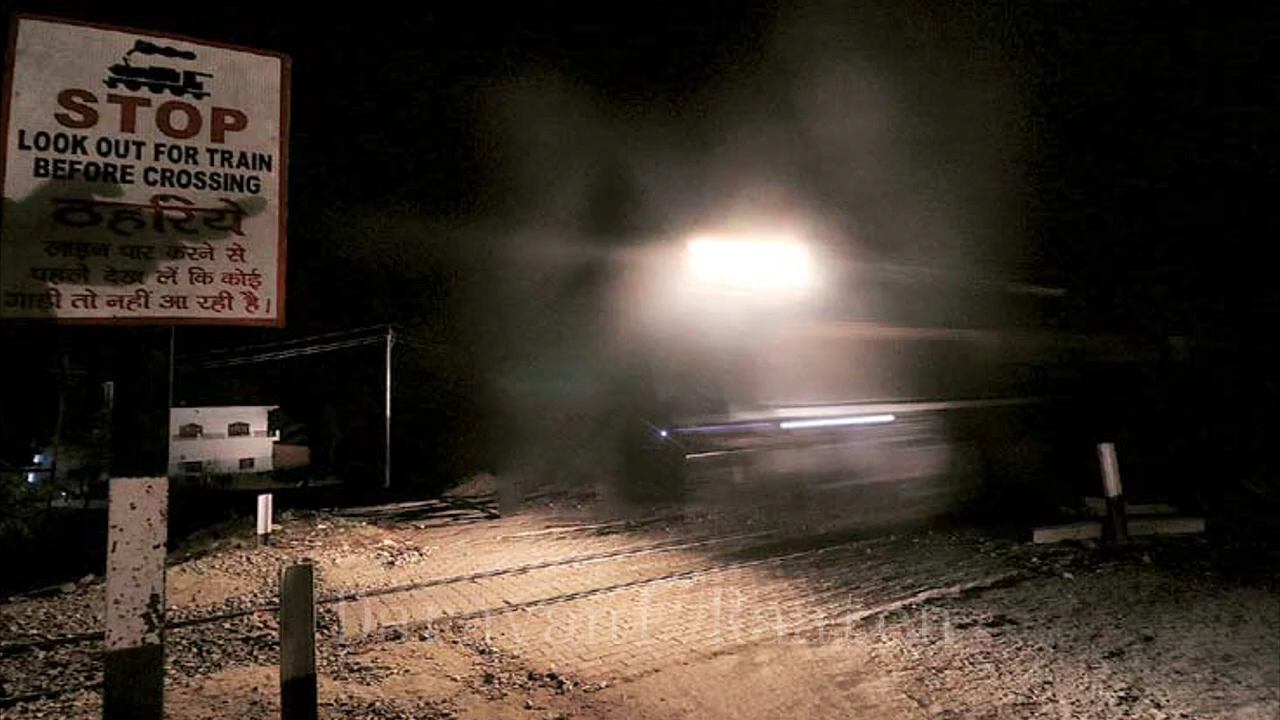 STOP
LOOK OUT FOR TRAIN
BEFORE CROSSING
ठहरिये
लाइन पार करने से
पहले देख लें कि कोई
गाडी तो नहीं आ रही है।